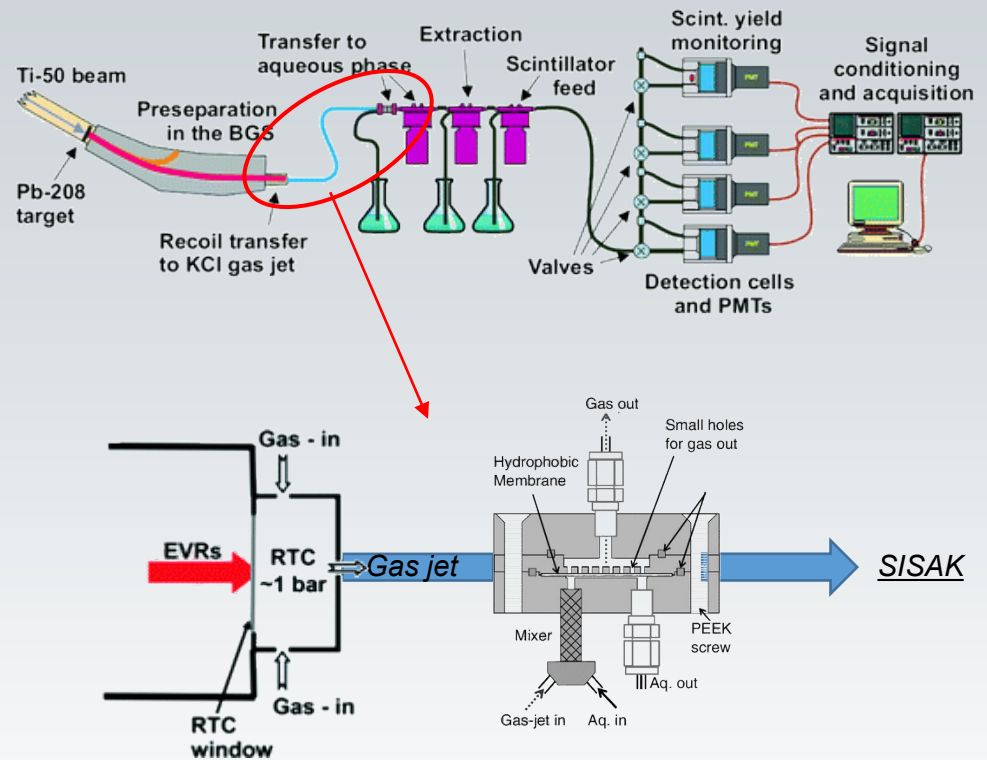 Ti-50 beam
Pb-208
target
Preseparation
in the BGS
Recoil transfer
to KCl gas jet
Transfer to
aqueous phase
Extraction
Scintillator
feed
Scint. yield
monitoring
Signal
conditioning
and acquisition
PMT
PMT
PMT
PMT
Valves
Detection cells
and PMTs
Gas - in
EVRs
RTC
~1 bar
Gas - in
RTC
window
Gas jet
Gas out
Small holes
for gas out
Hydrophobic
Membrane
Mixer
PEEK
screw
Aq. out
Gas-jet in
Aq. in
SISAK